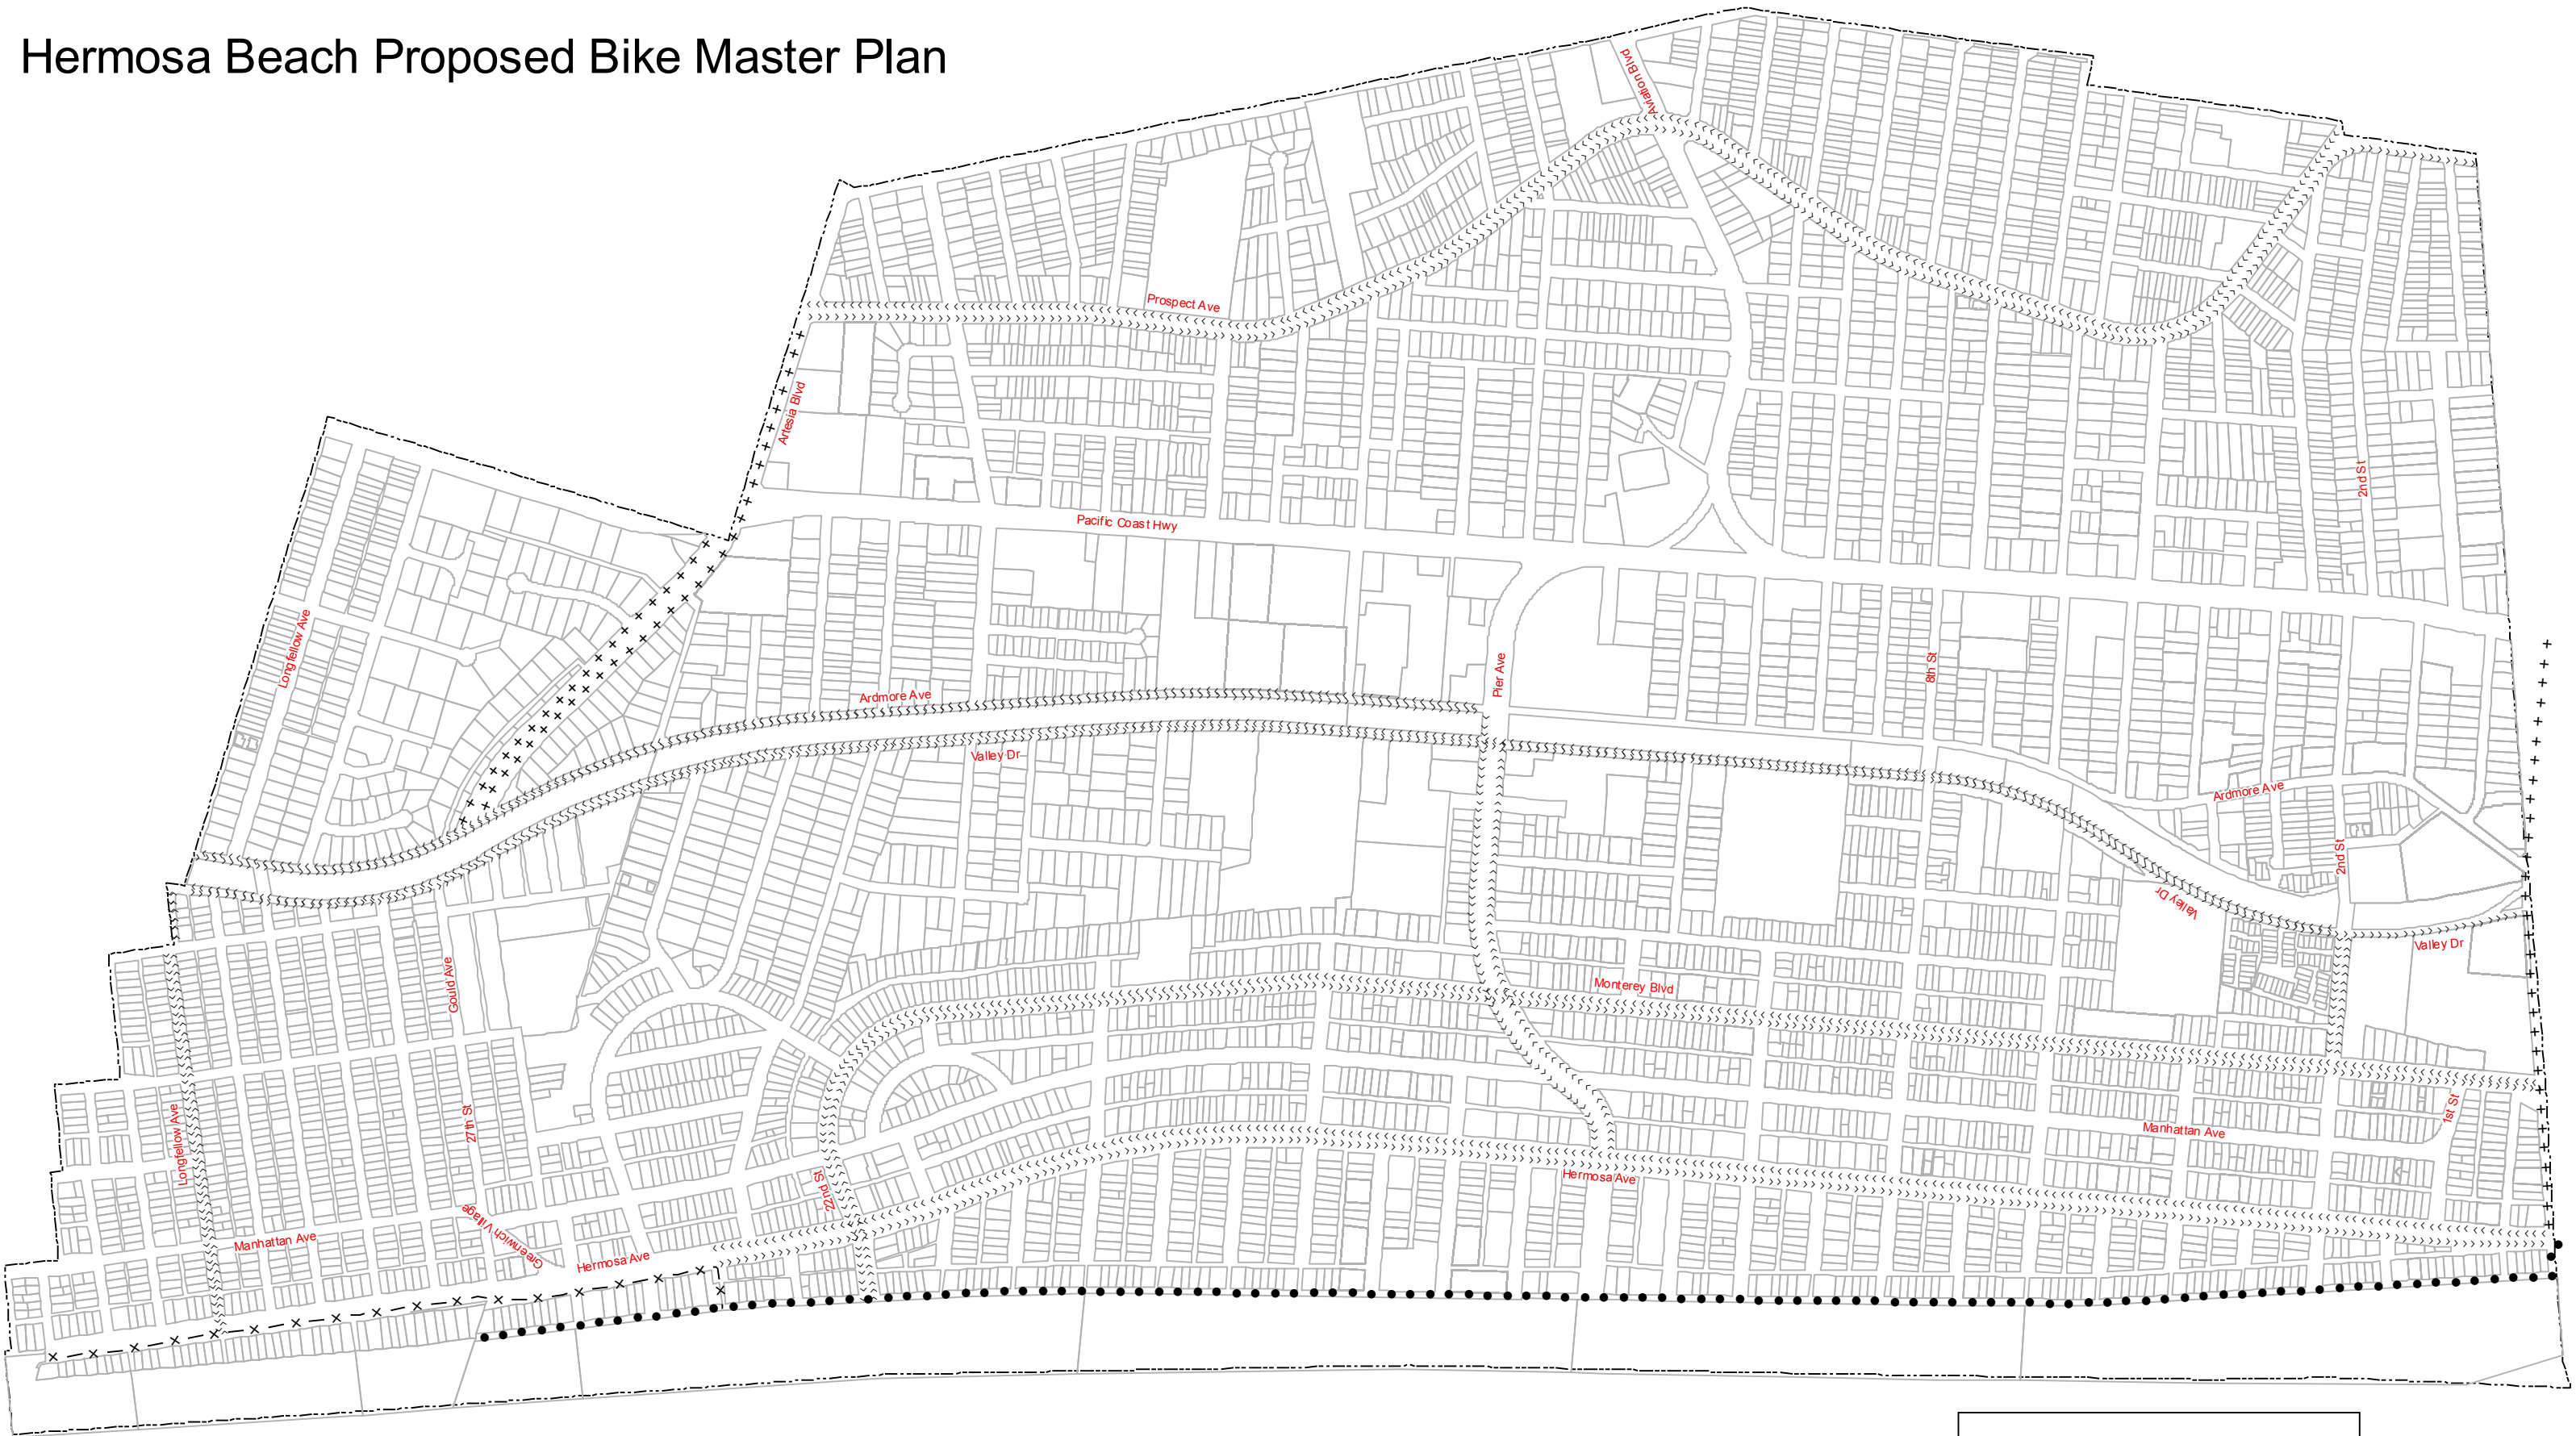 Hermosa Beach Proposed Bike Master Plan
Aviation Blvd
Prospect Ave
Artesia Blvd
2nd St
Pacific Coast Hwy
Longfellow Ave
8th St
Pier Ave
Ardmore Ave
Valley Dr
Ardmore Ave
2nd St
Valley Dr
Valley Dr
Gould Ave
Monterey Blvd
1st St
27th St
Manhattan Ave
Longfellow Ave
Hermosa Ave
22nd St
Greenwich Village
Manhattan Ave
Hermosa Ave